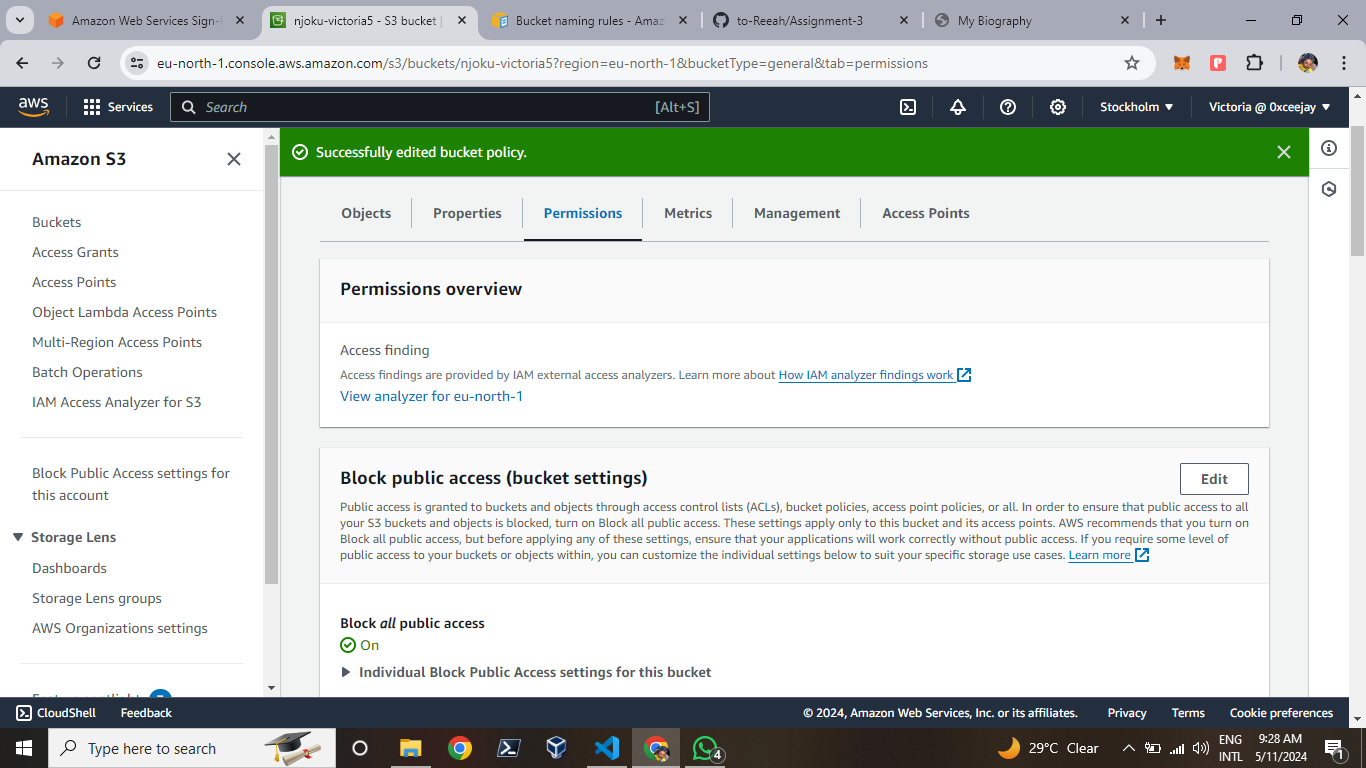 Amazon Web Services Sign-I
njoku-victoria5 - S3 bucket |
Bucket naming rules - Amaz
to-Reeah/Assignment-3
My Biography
eu-north-1.console.aws.amazon.com/s3/buckets/njoku-victoria5?region=eu-north-1&bucketType=general&tab=permissions
aws
Services
Search
[Alt+S]
Stockholm
Victoria @ 0xceejay
Amazon S3
Buckets
Access Grants
Access Points
Object Lambda Access Points
Multi-Region Access Points
Batch Operations
IAM Access Analyzer for S3
Block Public Access settings for
this account
Storage Lens
Dashboards
Storage Lens groups
AWS Organizations settings
Successfully edited bucket policy.
Objects
Properties
Permissions
Metrics
Management
Access Points
Permissions overview
Access finding
Access findings are provided by IAM external access analyzers. Learn more about How IAM analyzer findings work
View analyzer for eu-north-1
Block public access (bucket settings)
Edit
Public access is granted to buckets and objects through access control lists (ACLs), bucket policies, access point policies, or all. In order to ensure that public access to all
your S3 buckets and objects is blocked, turn on Block all public access. These settings apply only to this bucket and its access points. AWS recommends that you turn on
Block all public access, but before applying any of these settings, ensure that your applications will work correctly without public access. If you require some level of
public access to your buckets or objects within, you can customize the individual settings below to suit your specific storage use cases. Learn more
Block all public access
On
Individual Block Public Access settings for this bucket
CloudShell
Feedback
© 2024, Amazon Web Services, Inc. or its affiliates.
Privacy
Terms
Cookie preferences
Type here to search
4
29°C Clear
ENG
INTL
9:28 AM
5/11/2024
1